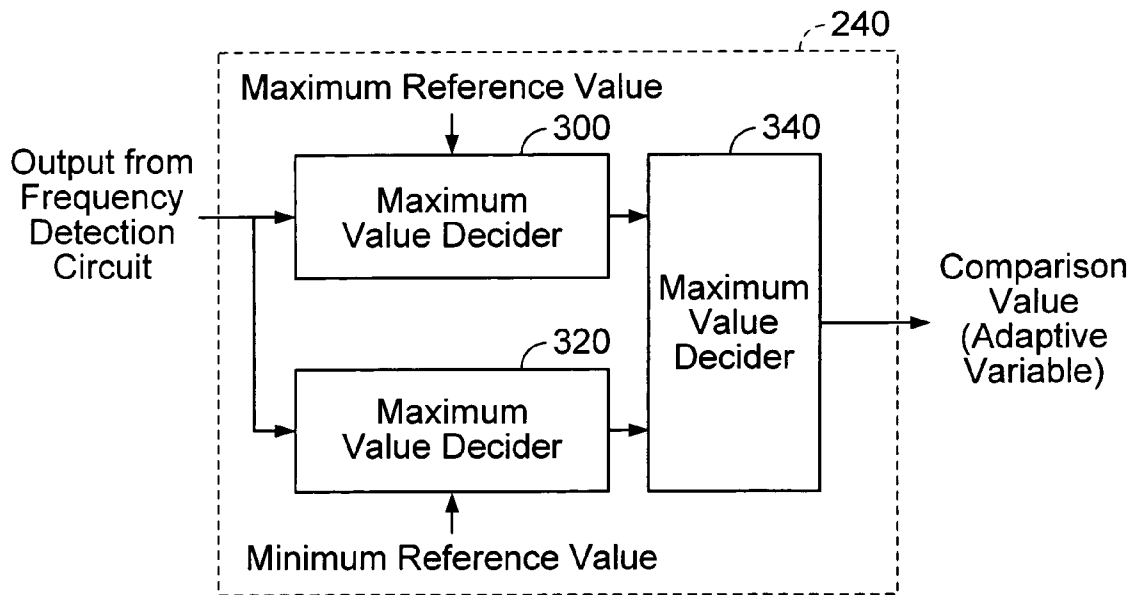 240
Maximum Reference Value
300
340
Output from
Frequency
Detection
Circuit
Maximum
Value Decider
Maximum
Value
Decider
Comparison
Value
(Adaptive
Variable)
320
Maximum
Value Decider
Minimum Reference Value